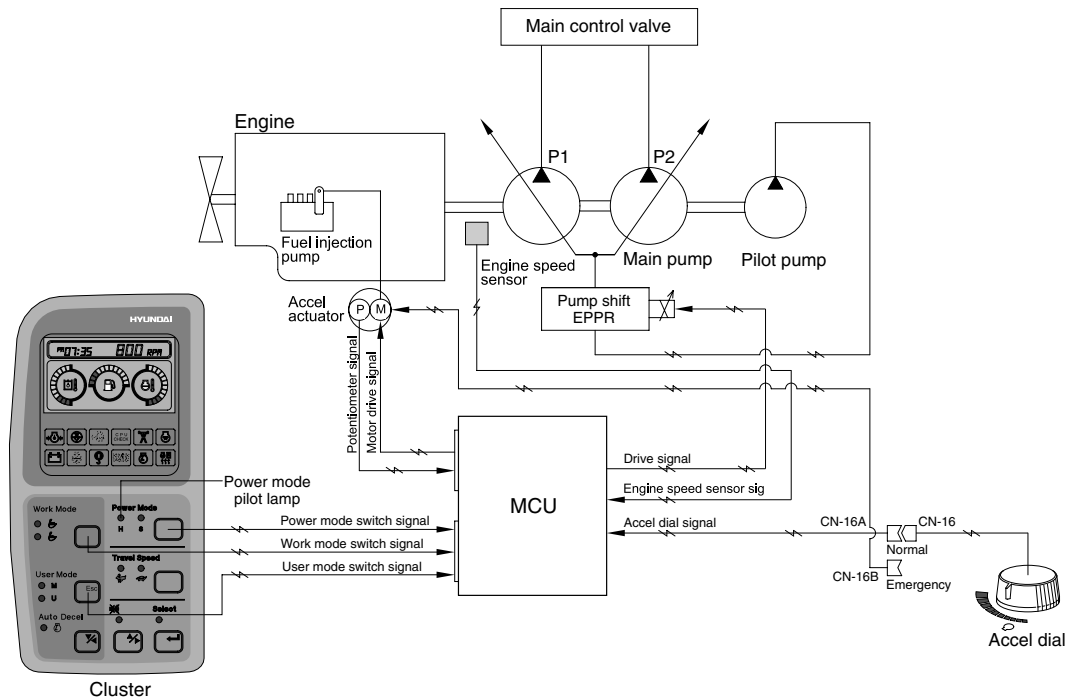 Main control valve
Engine
P1
P2
Fuel injection
pump
Engine speed
sensor
Main pump
Pilot pump
Accel
actuator
P
M
Pump shift
EPPR
Potentiometer signal
Motor drive signal
HYUNDAI
PM07:35
800 RPM
CPU
CHECK
Power mode
pilot lamp
Work Mode
Power Mode
H
S
Travel Speed
User Mode
M
U
Esc
Auto Decel
Select
Cluster
MCU
Power mode switch signal
Work mode switch signal
User mode switch signal
Drive signal
Engine speed sensor sig
Accel dial signal
CN-16A
CN-16
Normal
CN-16B
Emergency
Accel dial